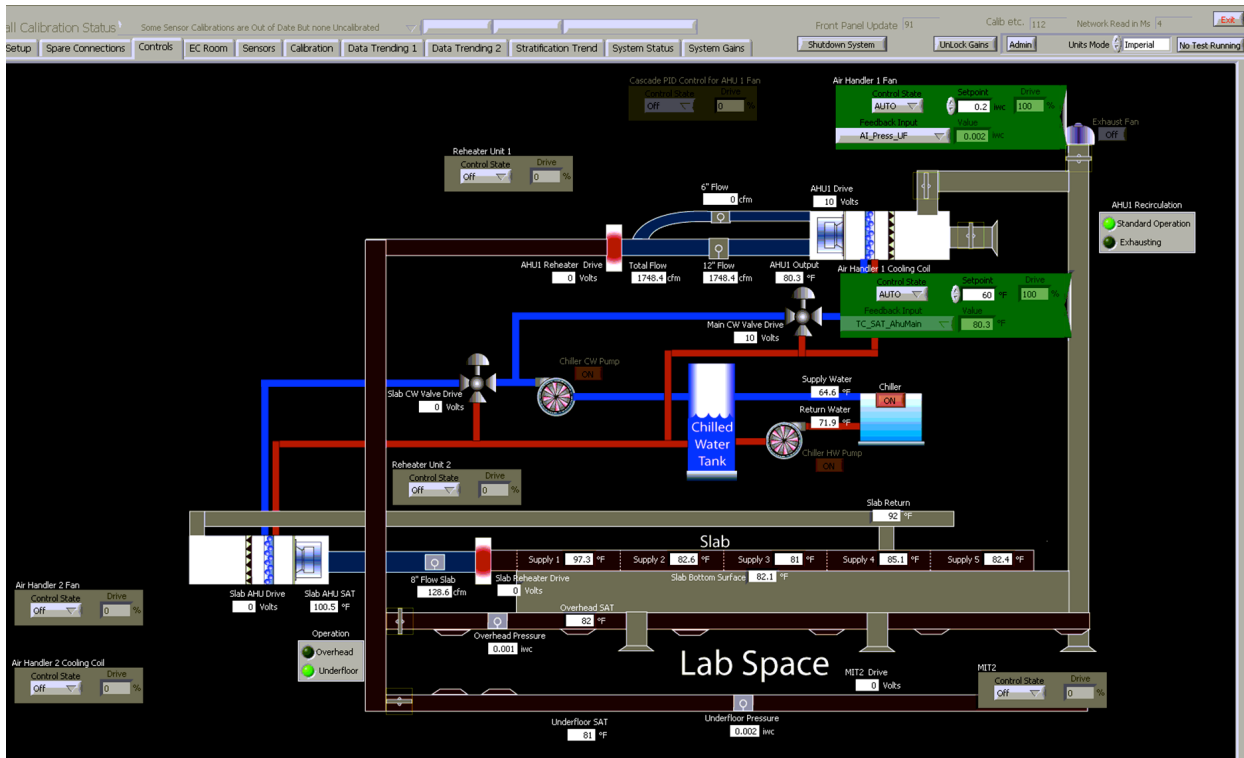 all Calibration Status
Some Sensor Calibrations are Out of Date But none Uncalibrated
Front Panel Update 91
Calib etc. 112
Network Read in Ms 4
Exit
Setup
Spare Connections
Controls
EC Room
Sensors
Calibration
Data Trending 1
Data Trending 2
Stratification Trend
System Status
System Gains
Shutdown System
UnLock Gains
Admin
Units Mode Imperial
No Test Running
Cascade PID Control for AHU 1 Fan
Control State Drive
Off 0 %
Air Handler 1 Fan
Control State Setpoint Drive
AUTO 0.2 iwc 100 %
Feedback Input Value
AI_Press_UF 0.002 iwc
Exhaust Fan
Off
Reheater Unit 1
Control State Drive
Off 0 %
6" Flow
0 cfm
AHU1 Drive
10 Volts
AHU1 Recirculation
Standard Operation
Exhausting
AHU1 Reheater Drive
0 Volts
Total Flow
1748.4 cfm
12" Flow
1748.4 cfm
AHU1 Output
80.3 °F
Air Handler 1 Cooling Coil
Control State Setpoint Drive
AUTO 60 °F 100 %
Feedback Input Value
TC_SAT_AhuMain 80.3 °F
Main CW Valve Drive
10 Volts
Chiller CW Pump
ON
Slab CW Valve Drive
0 Volts
Supply Water
64.6 °F
Chiller
ON
Return Water
71.9 °F
Chilled
Water
Tank
Chiller HW Pump
ON
Reheater Unit 2
Control State Drive
Off 0 %
Slab Return
92 °F
Slab
Supply 1 97.3 °F
Supply 2 82.6 °F
Supply 3 81 °F
Supply 4 85.1 °F
Supply 5 82.4 °F
Slab Bottom Surface 82.1 °F
8" Flow Slab
128.6 cfm
Slab Reheater Drive
0 Volts
Air Handler 2 Fan
Control State Drive
Off 0 %
Slab AHU Drive
0 Volts
Slab AHU SAT
100.5 °F
Overhead SAT
82 °F
Operation
Overhead
Underfloor
Overhead Pressure
0.001 iwc
Lab Space
Air Handler 2 Cooling Coil
Control State Drive
Off 0 %
MIT2 Drive
0 Volts
MIT2
Control State Drive
Off 0 %
Underfloor SAT
81 °F
Underfloor Pressure
0.002 iwc